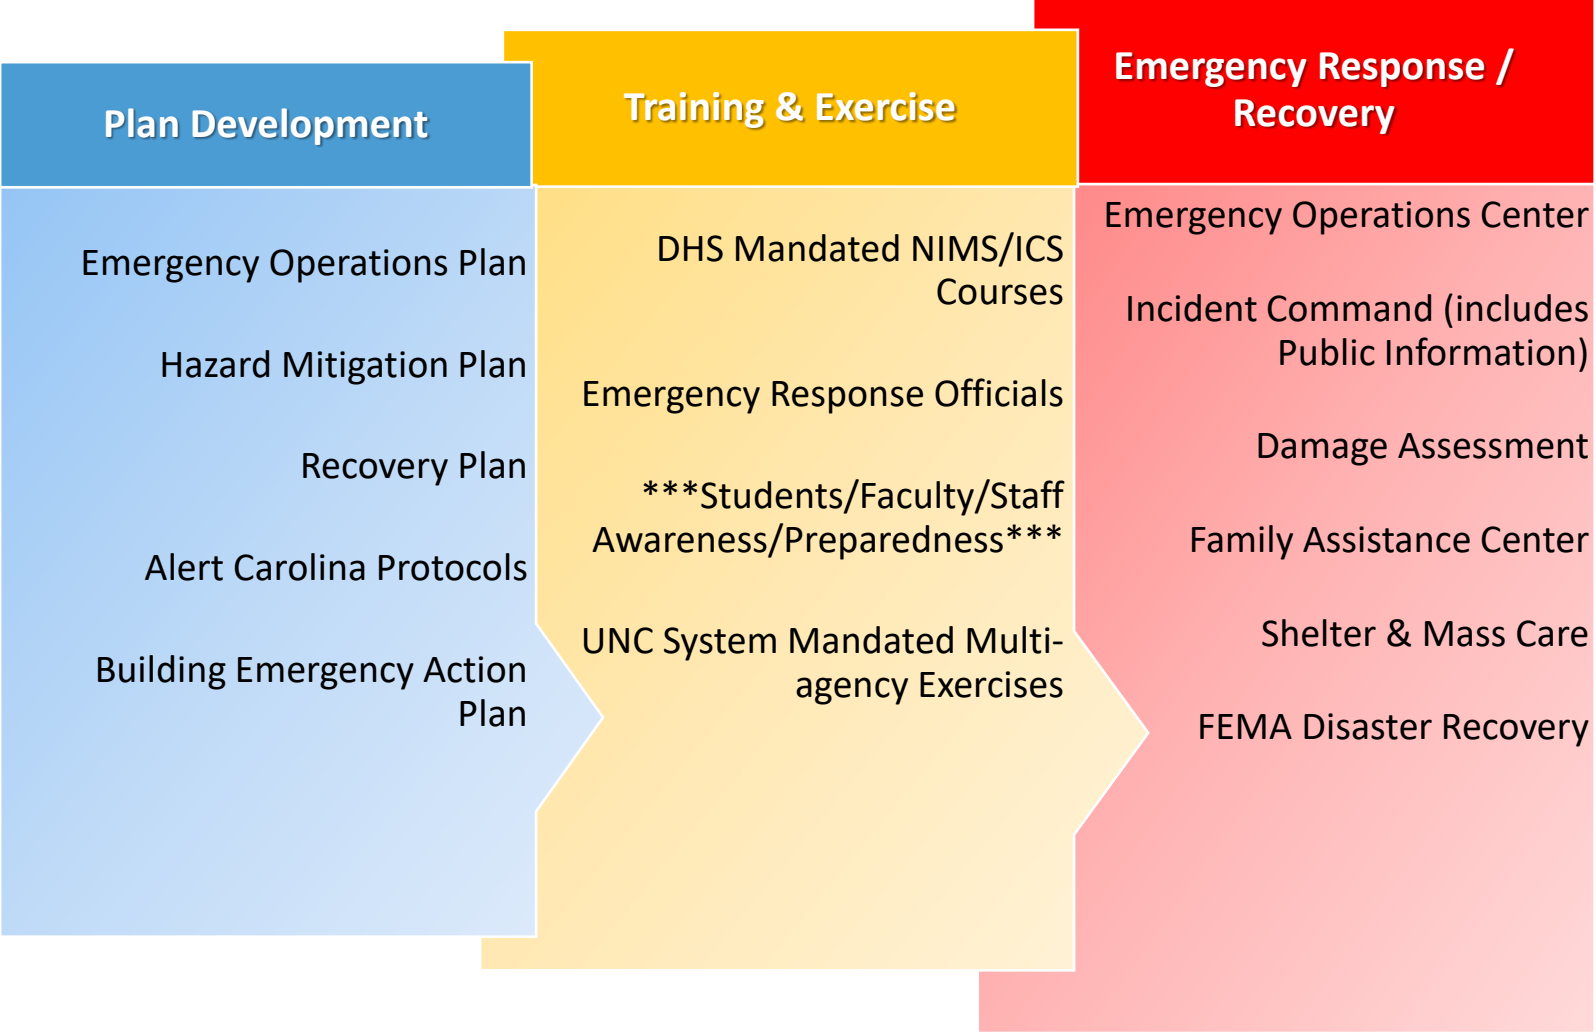 Plan Development
Emergency Operations Plan
Hazard Mitigation Plan
Recovery Plan
Alert Carolina Protocols
Building Emergency Action
Plan
Training & Exercise
DHS Mandated NIMS/ICS
Courses
Emergency Response Officials
***Students/Faculty/Staff
Awareness/Preparedness***
UNC System Mandated Multi-
agency Exercises
Emergency Response /
Recovery
Emergency Operations Center
Incident Command (includes
Public Information)
Damage Assessment
Family Assistance Center
Shelter & Mass Care
FEMA Disaster Recovery